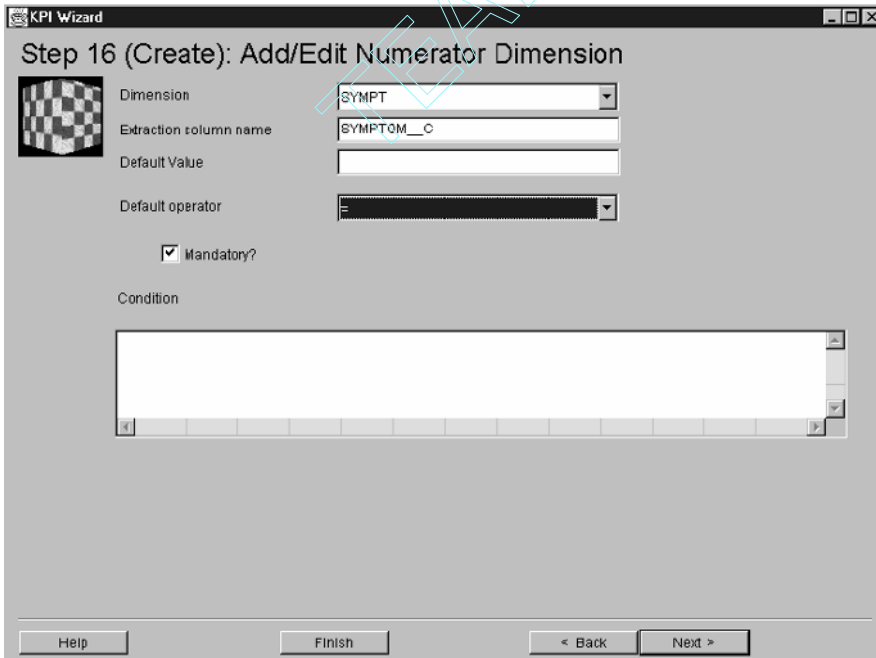 KPI Wizard
Step 16 (Create): Add/Edit Numerator Dimension
Dimension
SYMPT
Extraction column name
SYMPTOM__C
Default Value
Default operator
=
Mandatory?
Condition
Help
Finish
< Back
Next >